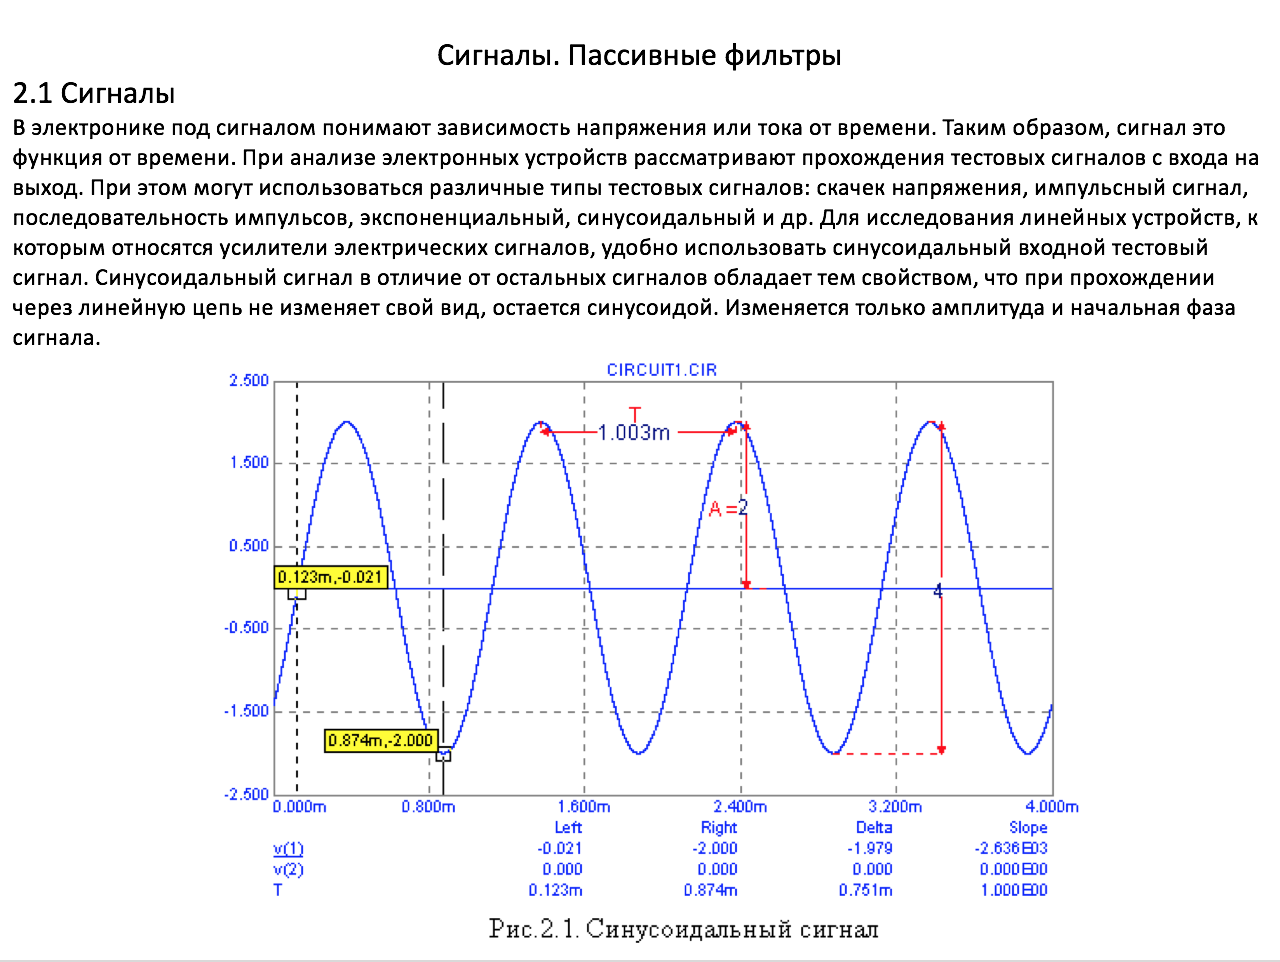 Сигналы. Пассивные фильтры
2.1 Сигналы
В электронике под сигналом понимают зависимость напряжения или тока от времени. Таким образом, сигнал это
функция от времени. При анализе электронных устройств рассматривают прохождения тестовых сигналов с входа на
выход. При этом могут использоваться различные типы тестовых сигналов: скачек напряжения, импульсный сигнал,
последовательность импульсов, экспоненциальный, синусоидальный и др. Для исследования линейных устройств, к
которым относятся усилители электрических сигналов, удобно использовать синусоидальный входной тестовый
сигнал. Синусоидальный сигнал в отличие от остальных сигналов обладает тем свойством, что при прохождении
через линейную цепь не изменяет свой вид, остается синусоидой. Изменяется только амплитуда и начальная фаза
сигнала.
CIRCUIT1.CIR
2.500
T
1.003m
1.500
A =2
0.500
0.123m,-0.021
4
-0.500
-1.500
0.874m,-2.000
-2.500
0.000m 0.800m 1.600m 2.400m 3.200m 4.000m
Left Right Delta Slope
v(1) -0.021 -2.000 -1.979 -2.636E03
v(2) 0.000 0.000 0.000 0.000E00
T 0.123m 0.874m 0.751m 1.000E00
Рис.2.1. Синусоидальный сигнал